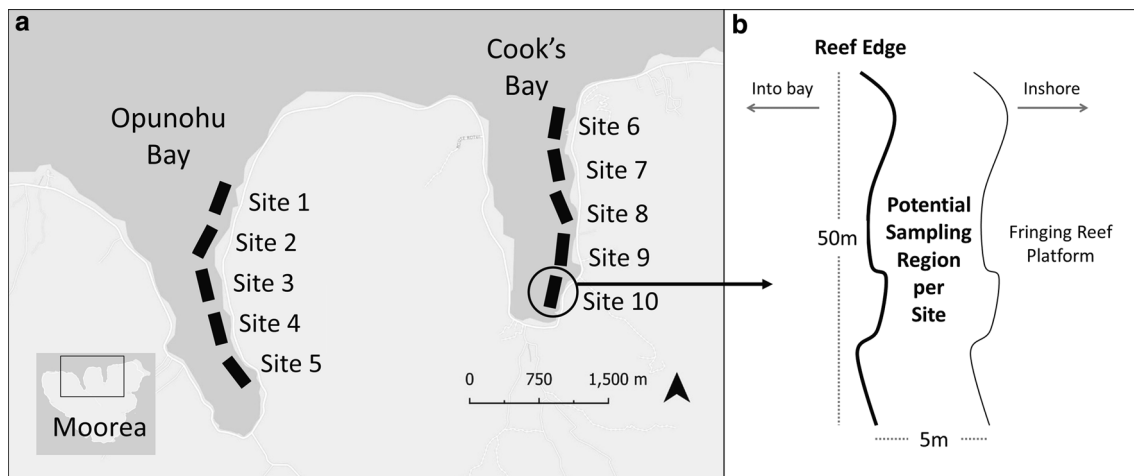 a
Opunohu
Bay
Cook's
Bay
Site 1
Site 2
Site 3
Site 4
Site 5
Site 6
Site 7
Site 8
Site 9
Site 10
Moorea
0 750 1,500 m
b
Reef Edge
Into bay
Inshore
50m
Potential
Sampling
Region
per
Site
Fringing Reef
Platform
5m